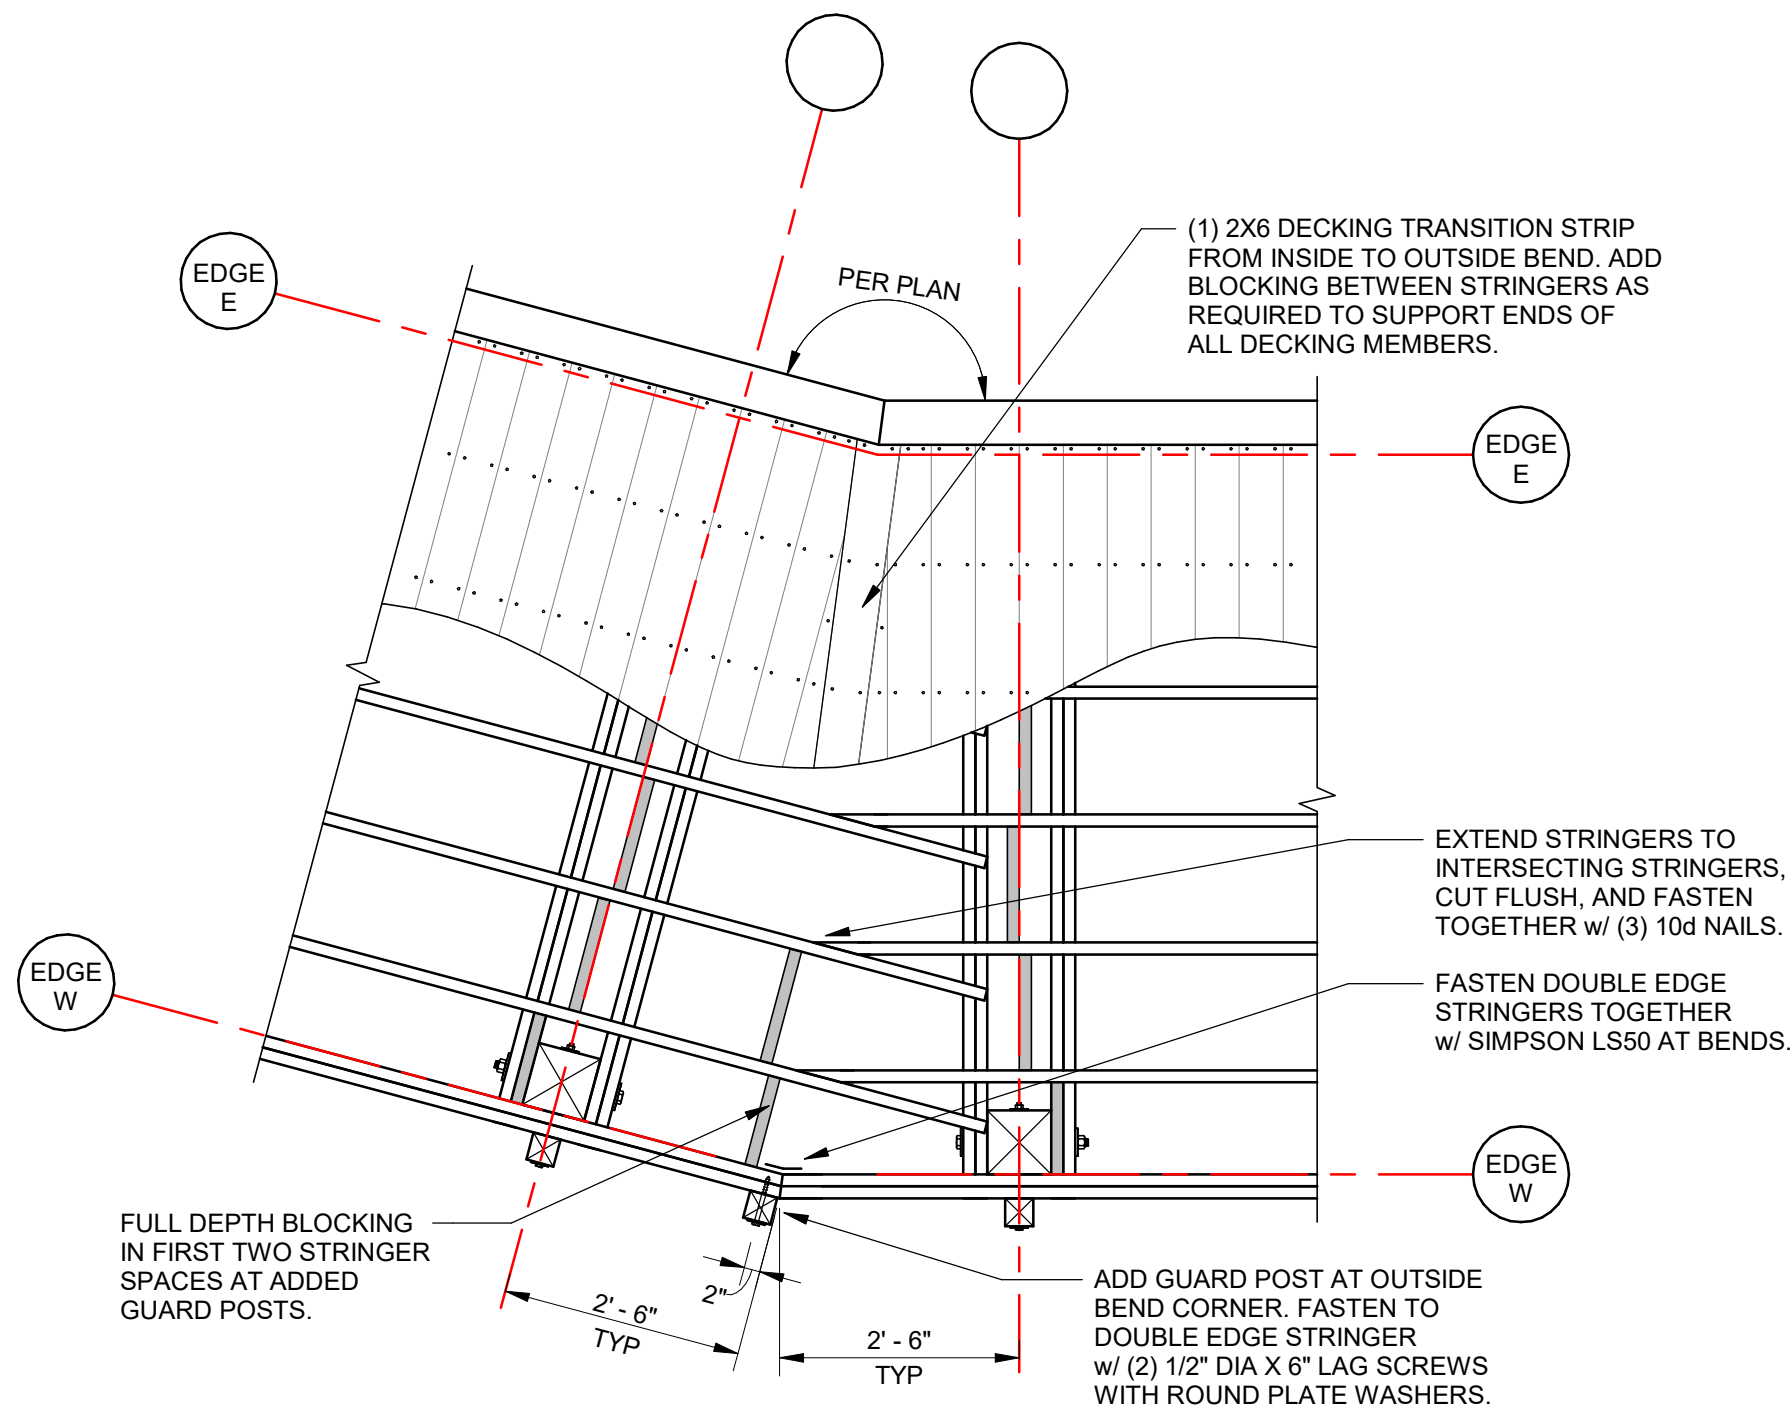 (1) 2X6 DECKING TRANSITION STRIP
FROM INSIDE TO OUTSIDE BEND. ADD
BLOCKING BETWEEN STRINGERS AS
REQUIRED TO SUPPORT ENDS OF
ALL DECKING MEMBERS.
PER PLAN
EDGE
E
EDGE
E
EXTEND STRINGERS TO
INTERSECTING STRINGERS,
CUT FLUSH, AND FASTEN
TOGETHER w/ (3) 10d NAILS.
EDGE
W
FASTEN DOUBLE EDGE
STRINGERS TOGETHER
w/ SIMPSON LS50 AT BENDS.
EDGE
W
FULL DEPTH BLOCKING
IN FIRST TWO STRINGER
SPACES AT ADDED
GUARD POSTS.
2"
2' - 6"
TYP
2' - 6"
TYP
ADD GUARD POST AT OUTSIDE
BEND CORNER. FASTEN TO
DOUBLE EDGE STRINGER
w/ (2) 1/2" DIA X 6" LAG SCREWS
WITH ROUND PLATE WASHERS.